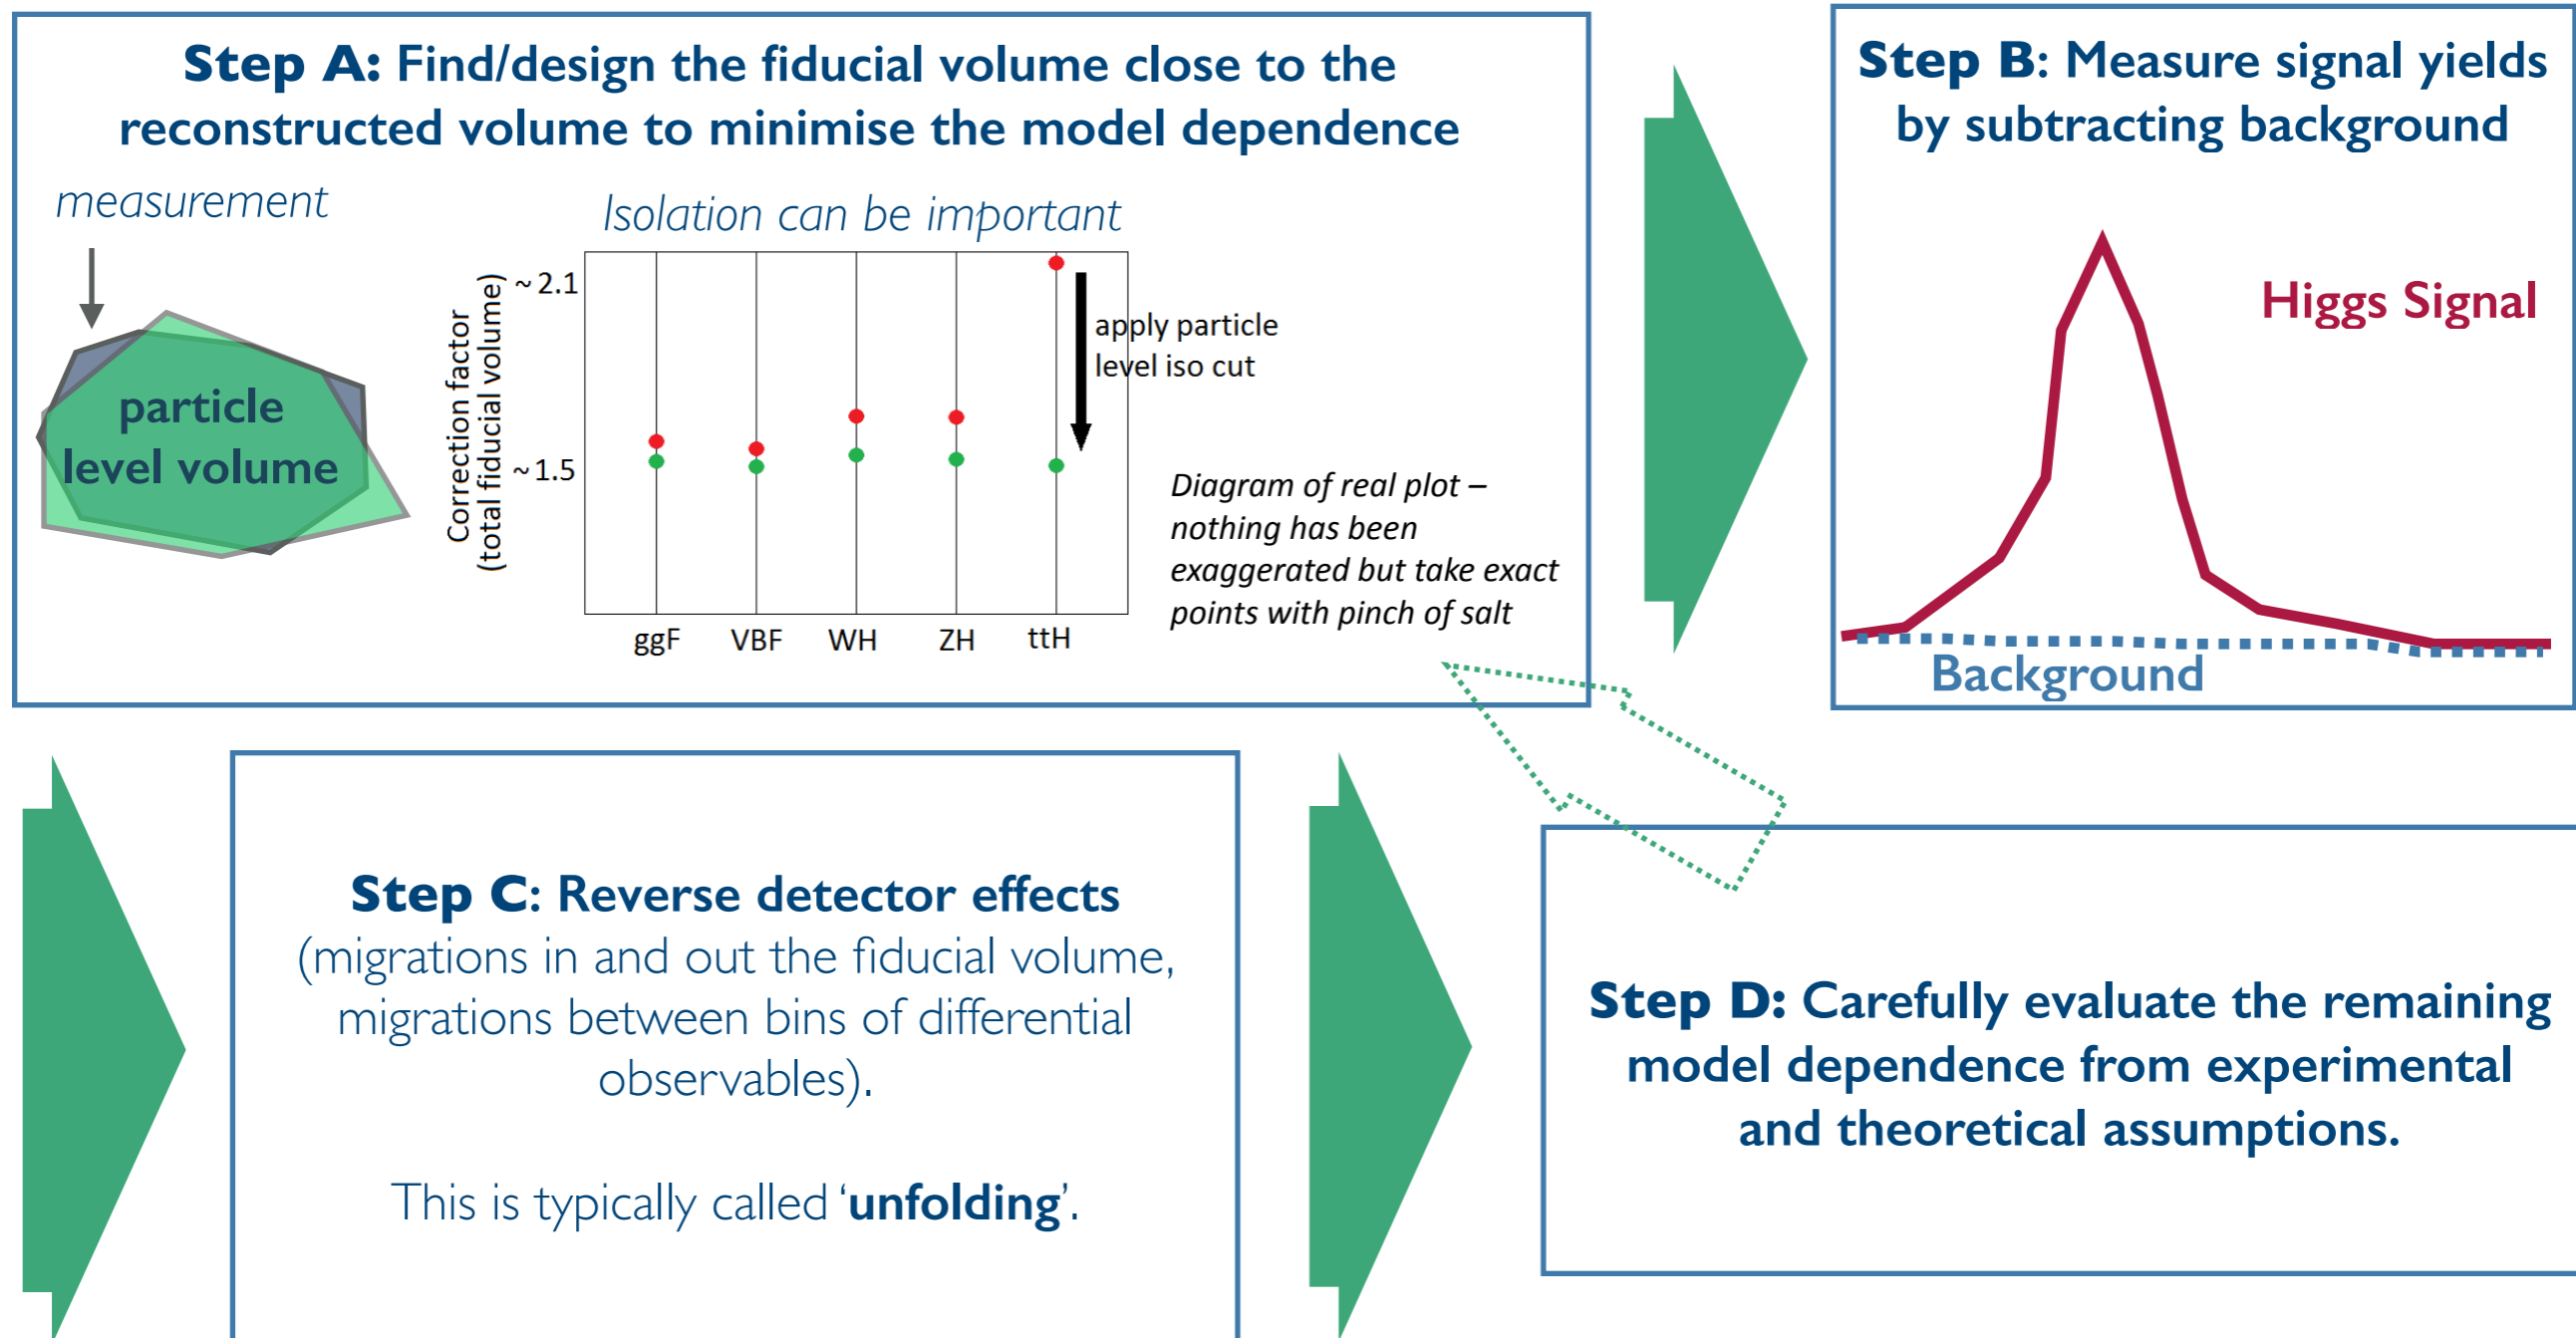 Step A: Find/design the fiducial volume close to the
reconstructed volume to minimise the model dependence
measurement
particle
level volume
Isolation can be important
Correction factor
(total fiducial volume)
~ 2.1
~ 1.5
ggF
VBF
WH
ZH
ttH
apply particle
level iso cut
Diagram of real plot –
nothing has been
exaggerated but take exact
points with pinch of salt
Step B: Measure signal yields
by subtracting background
Higgs Signal
Background
Step C: Reverse detector effects
(migrations in and out the fiducial volume,
migrations between bins of differential
observables).
This is typically called ‘unfolding’.
Step D: Carefully evaluate the remaining
model dependence from experimental
and theoretical assumptions.